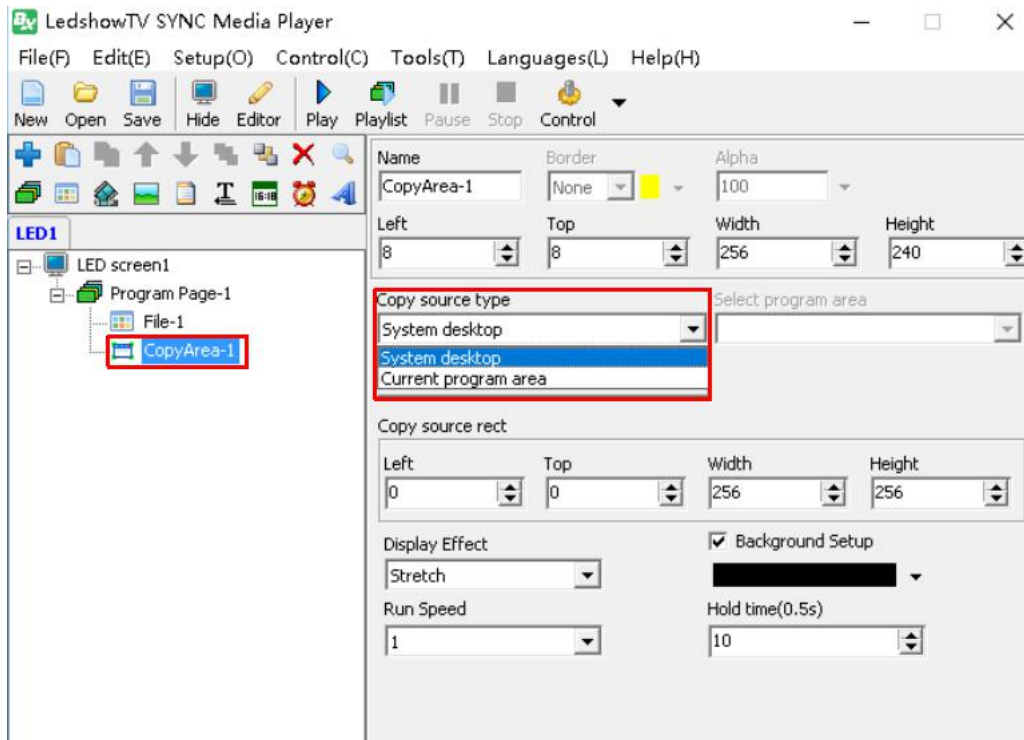 LedshowTV SYNC Media Player
File(F) Edit(E) Setup(O) Control(C) Tools(T) Languages(L) Help(H)
New Open Save Hide Editor Play Playlist Pause Stop Control
Name Border Alpha
CopyArea-1 None 100
Left Top Width Height
8 8 256 240
LED1
LED screen1
Program Page-1
File-1
CopyArea-1
Copy source type Select program area
System desktop
System desktop
Current program area
Copy source rect
Left Top Width Height
0 0 256 256
Display Effect Background Setup
Stretch
Run Speed Hold time(0.5s)
1 10